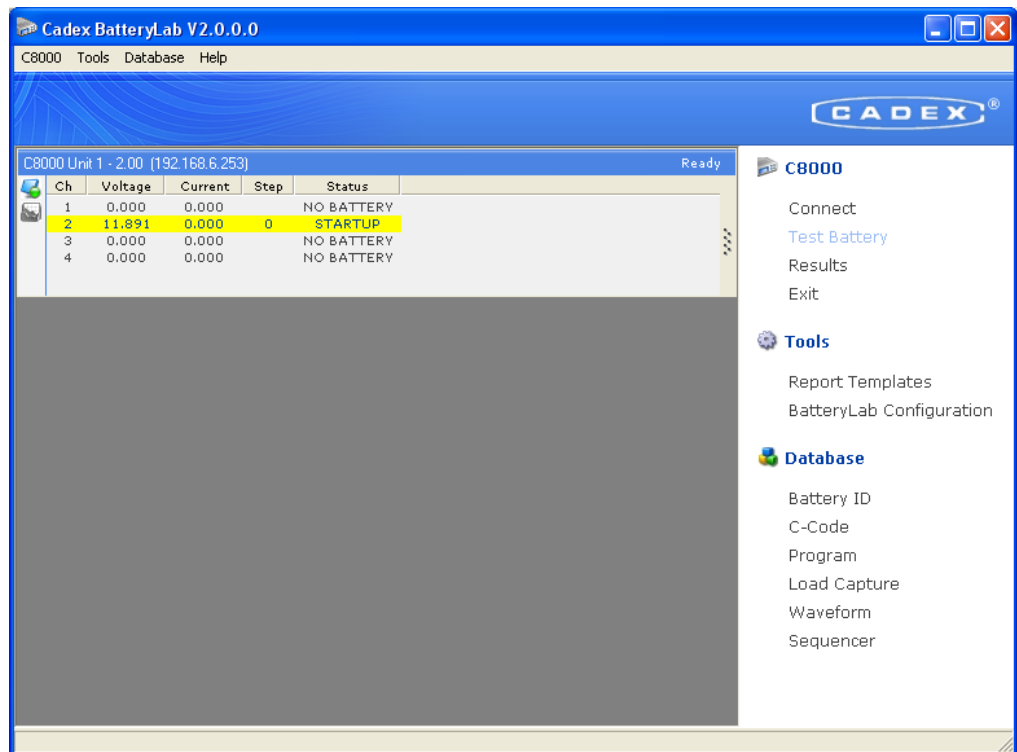 Cadex BatteryLab V2.0.0.0
C8000 Tools Database Help
CADEX®
C8000 Unit 1 - 2.00 (192.168.6.253) Ready
Ch Voltage Current Step Status
1 0.000 0.000 NO BATTERY
2 11.891 0.000 0 STARTUP
3 0.000 0.000 NO BATTERY
4 0.000 0.000 NO BATTERY
C8000
Connect
Test Battery
Results
Exit
Tools
Report Templates
BatteryLab Configuration
Database
Battery ID
C-Code
Program
Load Capture
Waveform
Sequencer